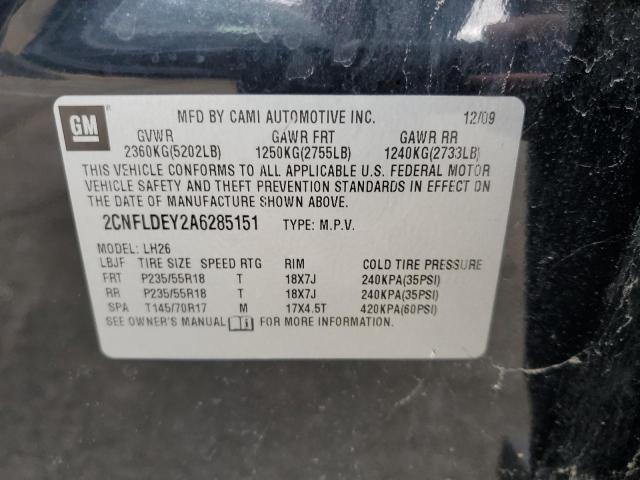 GM®
MFD BY CAMI AUTOMOTIVE INC. 12/09
GVWR GAWR FRT GAWR RR
2360KG(5202LB) 1250KG(2755LB) 1240KG(2733LB)
THIS VEHICLE CONFORMS TO ALL APPLICABLE U.S. FEDERAL MOTOR
VEHICLE SAFETY AND THEFT PREVENTION STANDARDS IN EFFECT ON
THE DATE OF MANUFACTURE SHOWN ABOVE.
2CNFLDEY2A6285151 TYPE: M.P.V.
MODEL: LH26
LBJF TIRE SIZE SPEED RTG RIM COLD TIRE PRESSURE
FRT P235/55R18 T 18X7J 240KPA(35PSI)
RR P235/55R18 T 18X7J 240KPA(35PSI)
SPA T145/70R17 M 17X4.5T 420KPA(60PSI)
SEE OWNER'S MANUAL FOR MORE INFORMATION.